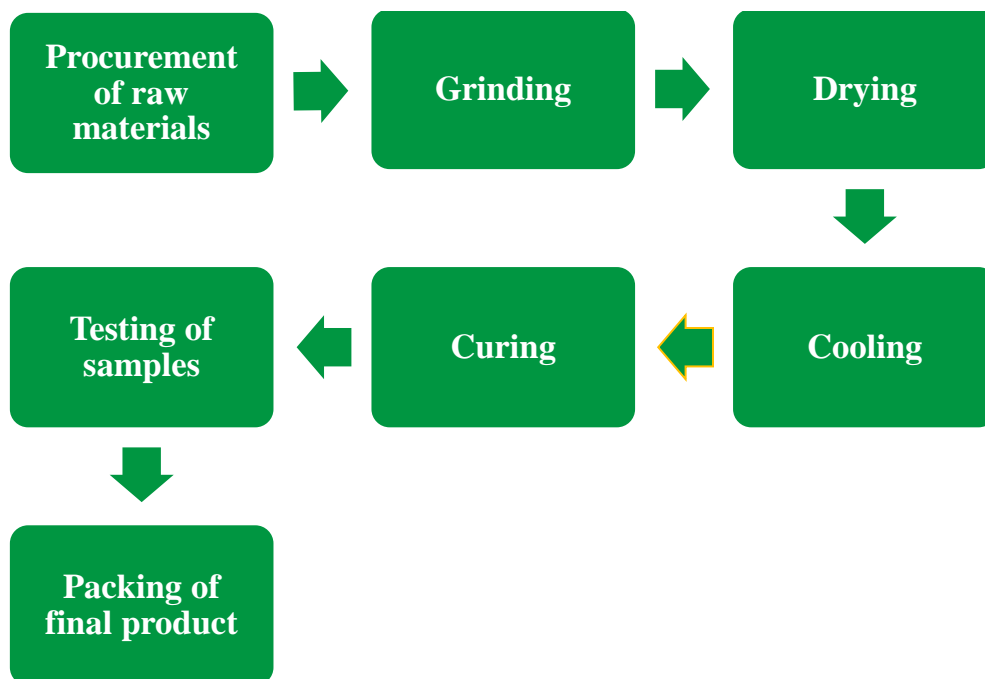 Procurement
of raw
materials
Grinding
Drying
Cooling
Curing
Testing of
samples
Packing of
final product